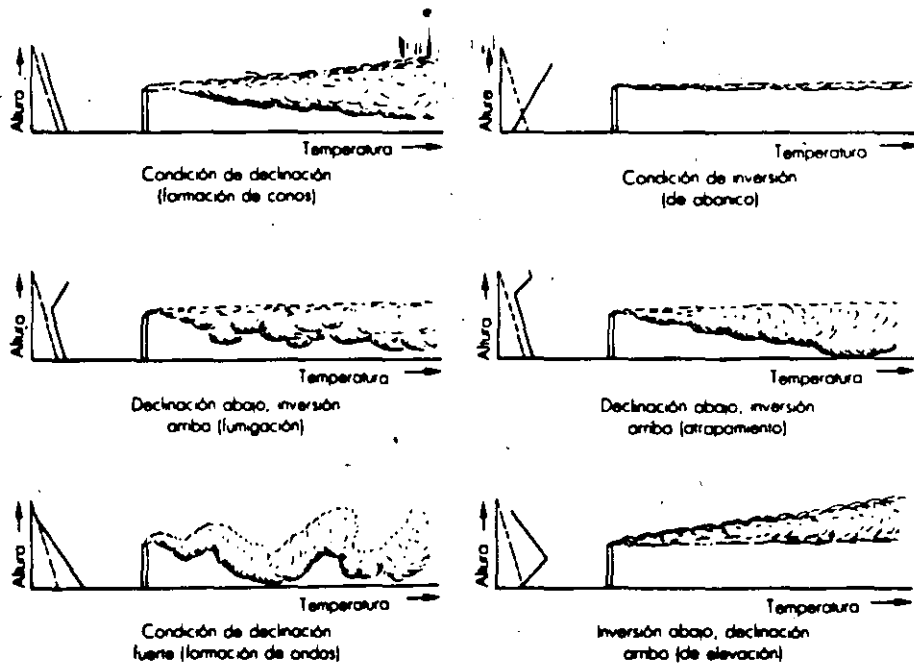 Altura
Temperatura
Condición de declinación
(formación de conos)
Altura
Temperatura
Condición de inversión
(de abanico)
Altura
Temperatura
Declinación abajo, inversión
arriba (fumigación)
Altura
Temperatura
Declinación abajo, inversión
arriba (atrapamiento)
Altura
Temperatura
Condición de declinación
fuerte (formación de ondas)
Altura
Temperatura
Inversión abajo, declinación
arriba (de elevación)